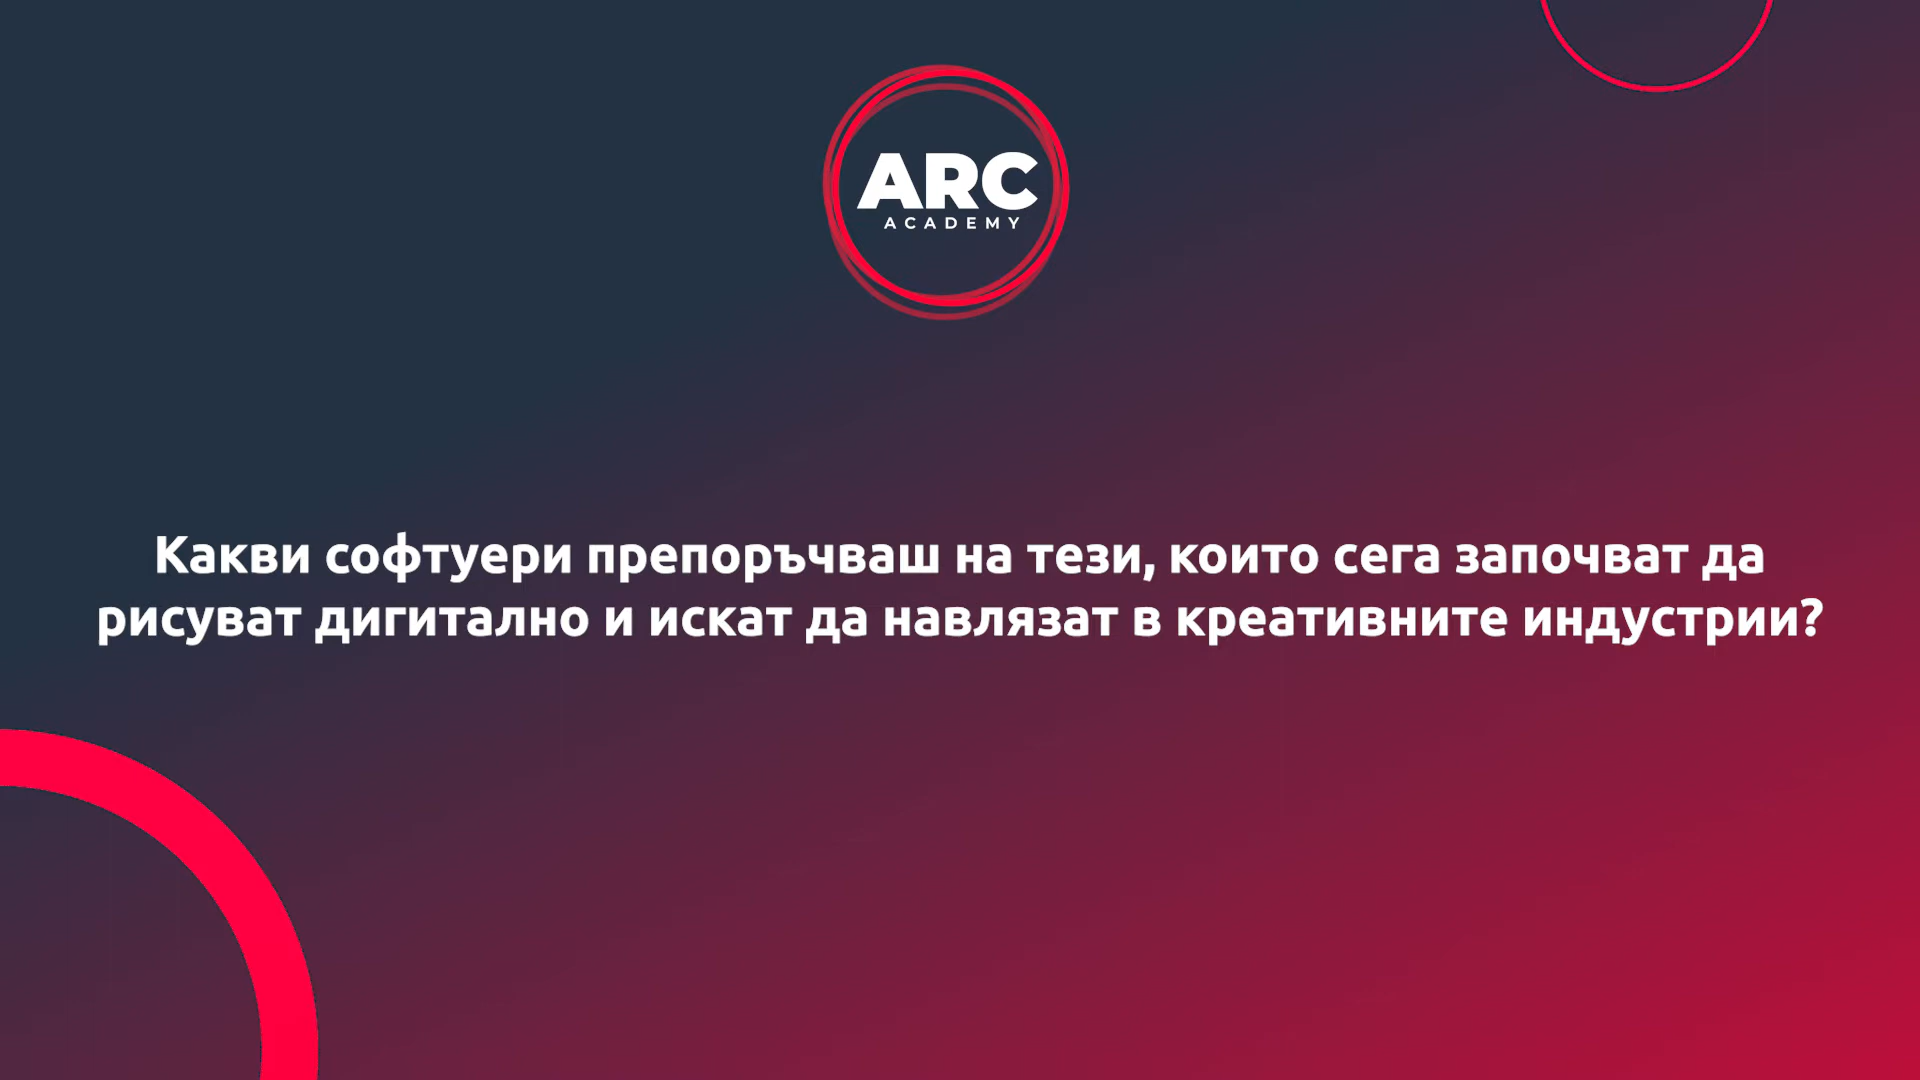 ARC
ACADEMY
Какви софтуери препоръчваш на тези, които сега започват да
рисуват дигитално и искат да навлязат в креативните индустрии?